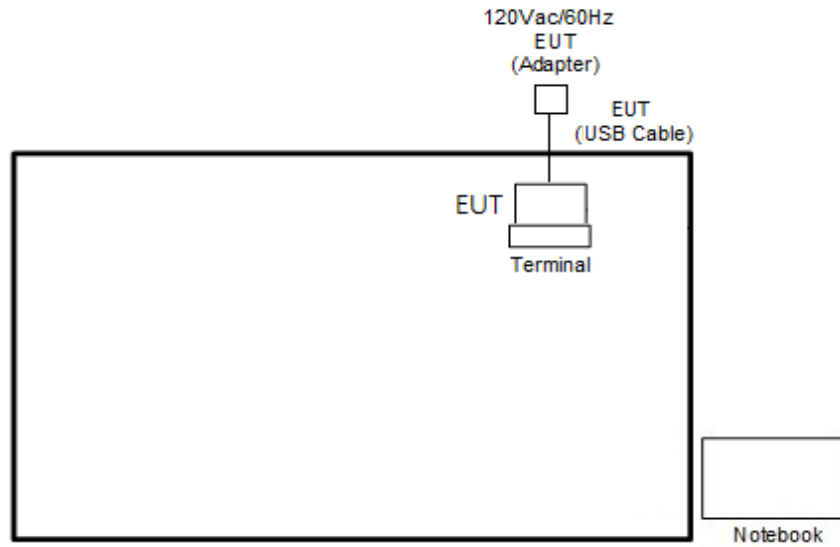 120Vac/60Hz
EUT
(Adapter)
EUT
(USB Cable)
EUT
Terminal
Notebook